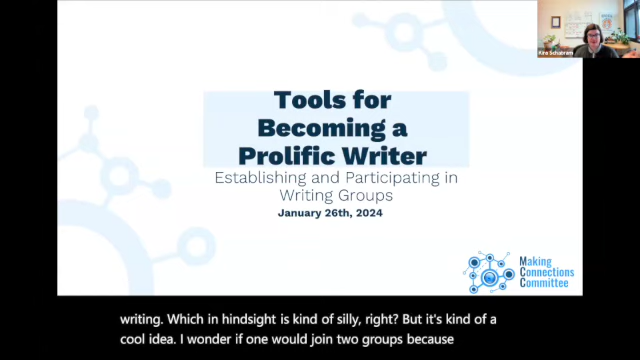 Kira Schabram
Tools for
Becoming a
Prolific Writer
Establishing and Participating in
Writing Groups
January 26th, 2024
Making
Connections
Committee
writing. Which in hindsight is kind of silly, right? But it's kind of a
cool idea. I wonder if one would join two groups because